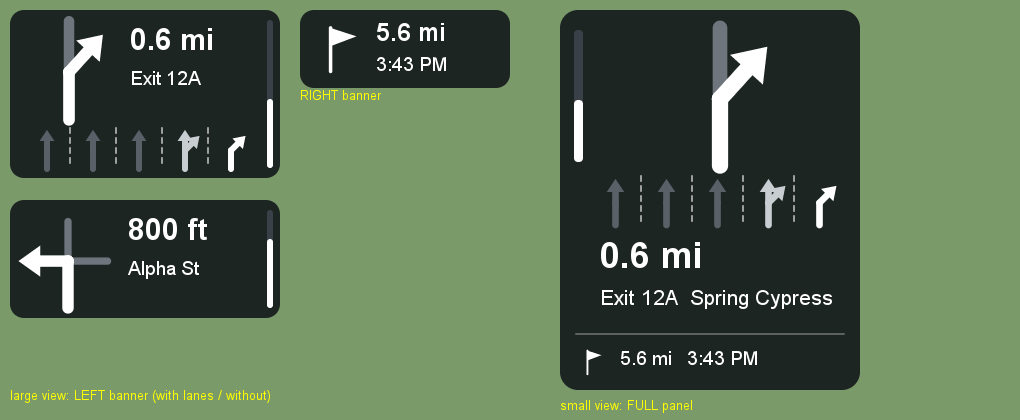 0.6 mi
Exit 12A
5.6 mi
3:43 PM
RIGHT banner
800 ft
Alpha St
large view: LEFT banner (with lanes / without)
0.6 mi
Exit 12A Spring Cypress
5.6 mi 3:43 PM
small view: FULL panel